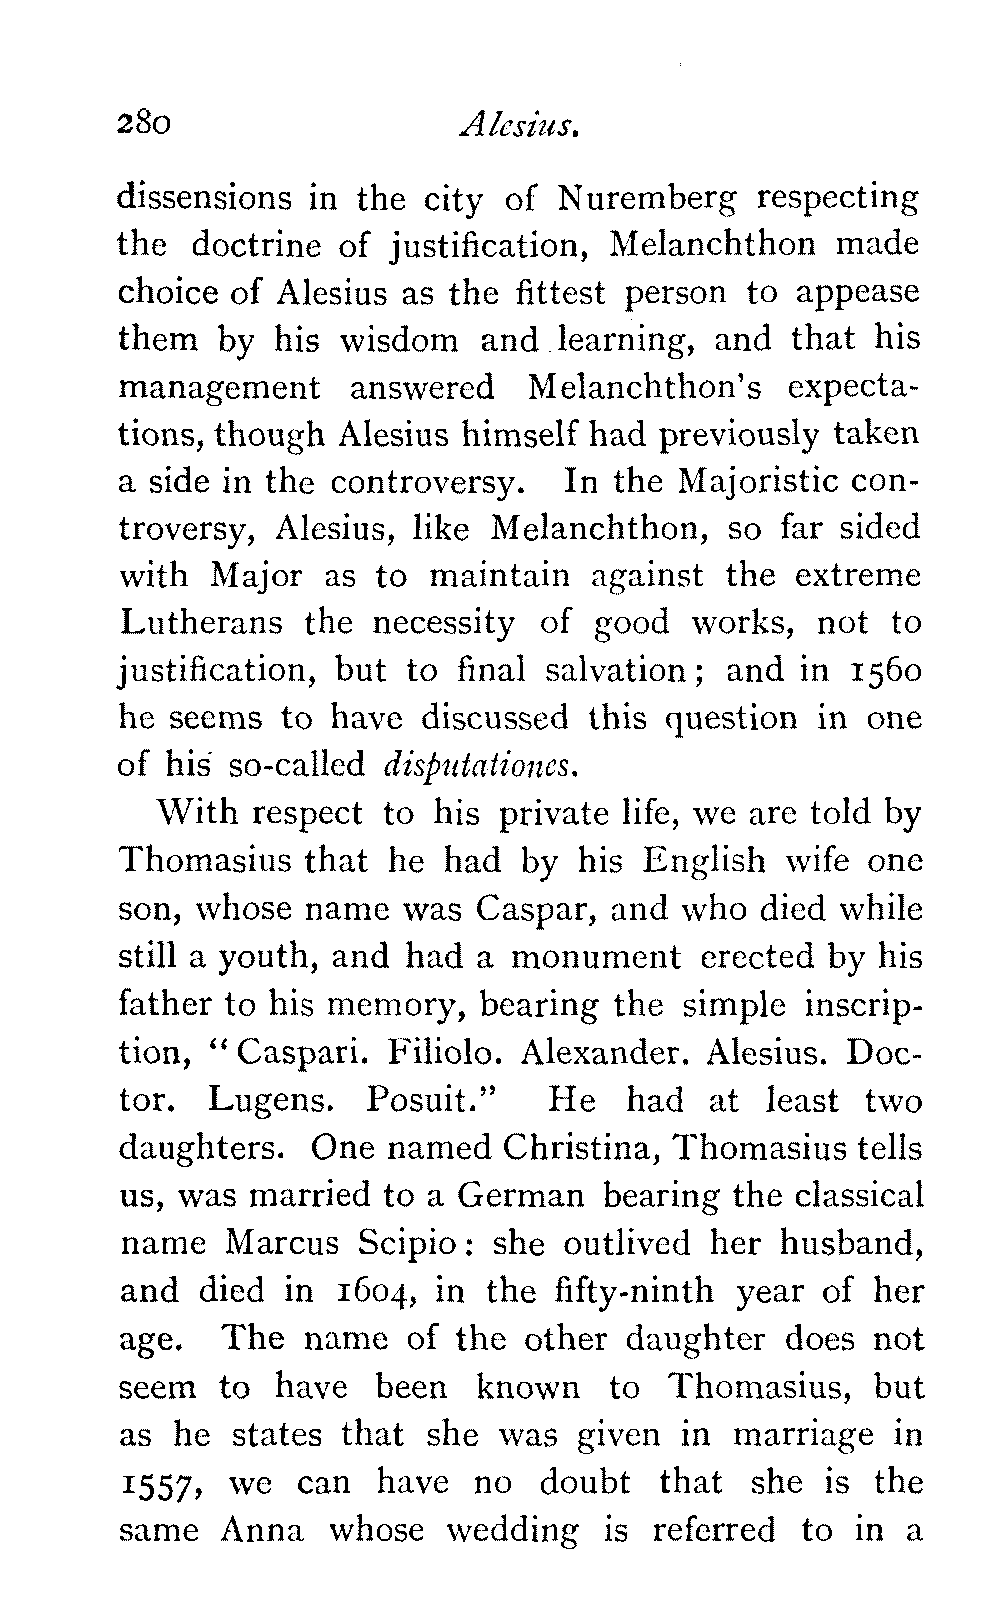 280 Alesius.
dissensions in the city of Nuremberg respecting
the doctrine of justification, Melanchthon made
choice of Alesius as the fittest person to appease
them by his wisdom and learning, and that his
management answered Melanchthon's expecta-
tions, though Alesius himself had previously taken
a side in the controversy. In the Majoristic con-
troversy, Alesius, like Melanchthon, so far sided
with Major as to maintain against the extreme
Lutherans the necessity of good works, not to
justification, but to final salvation; and in 1560
he seems to have discussed this question in one
of his so-called disputationes.
With respect to his private life, we are told by
Thomasius that he had by his English wife one
son, whose name was Caspar, and who died while
still a youth, and had a monument erected by his
father to his memory, bearing the simple inscrip-
tion, “Caspari. Filiolo. Alexander. Alesius. Doc-
tor. Lugens. Posuit.” He had at least two
daughters. One named Christina, Thomasius tells
us, was married to a German bearing the classical
name Marcus Scipio: she outlived her husband,
and died in 1604, in the fifty-ninth year of her
age. The name of the other daughter does not
seem to have been known to Thomasius, but
as he states that she was given in marriage in
1557, we can have no doubt that she is the
same Anna whose wedding is referred to in a